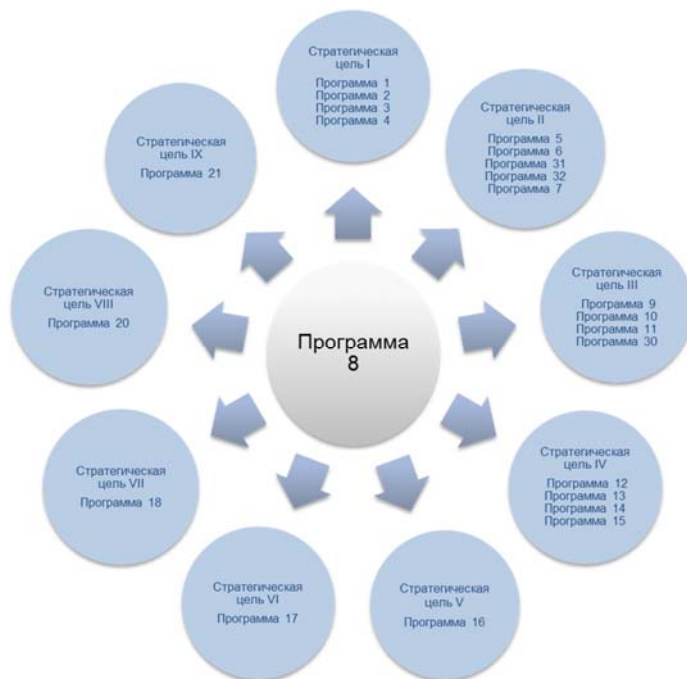 Стратегическая
цель I
Программа 1
Программа 2
Программа 3
Программа 4
Стратегическая
цель II
Программа 5
Программа 6
Программа 31
Программа 32
Программа 7
Стратегическая
цель III
Программа 9
Программа 10
Программа 11
Программа 30
Стратегическая
цель IV
Программа 12
Программа 13
Программа 14
Программа 15
Стратегическая
цель V
Программа 16
Стратегическая
цель VI
Программа 17
Стратегическая
цель VII
Программа 18
Стратегическая
цель VIII
Программа 20
Стратегическая
цель IX
Программа 21
Программа
8